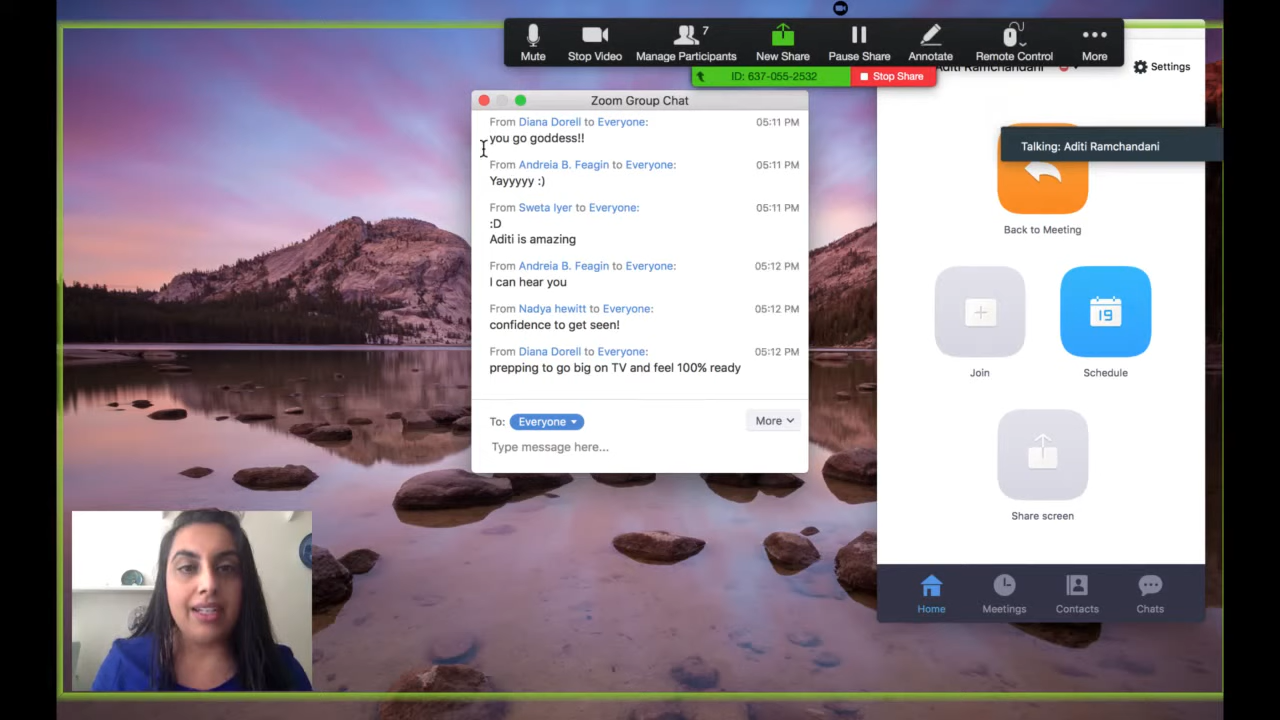 7
Mute
Stop Video
Manage Participants
New Share
Pause Share
Annotate
Remote Control
More
ID: 637-055-2532
Stop Share
Aditi Ramchandani
Settings
Zoom Group Chat
From Diana Dorell to Everyone: 05:11 PM
you go goddess!!
From Andreia B. Feagin to Everyone: 05:11 PM
Yayyyyy :)
From Sweta Iyer to Everyone: 05:11 PM
:D
Aditi is amazing
From Andreia B. Feagin to Everyone: 05:12 PM
I can hear you
From Nadya hewitt to Everyone: 05:12 PM
confidence to get seen!
From Diana Dorell to Everyone: 05:12 PM
prepping to go big on TV and feel 100% ready
To: Everyone
More
Type message here...
Talking: Aditi Ramchandani
Back to Meeting
19
Join
Schedule
Share screen
Home
Meetings
Contacts
Chats